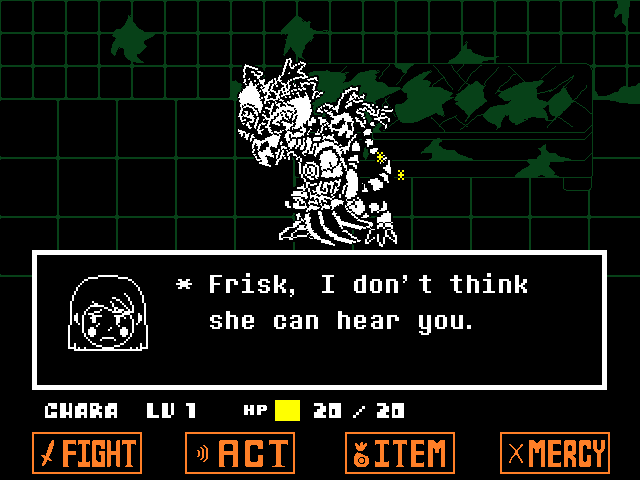 * Frisk, I don't think
she can hear you.
CHARA LV 1 HP 20 / 20
FIGHT ACT ITEM MERCY